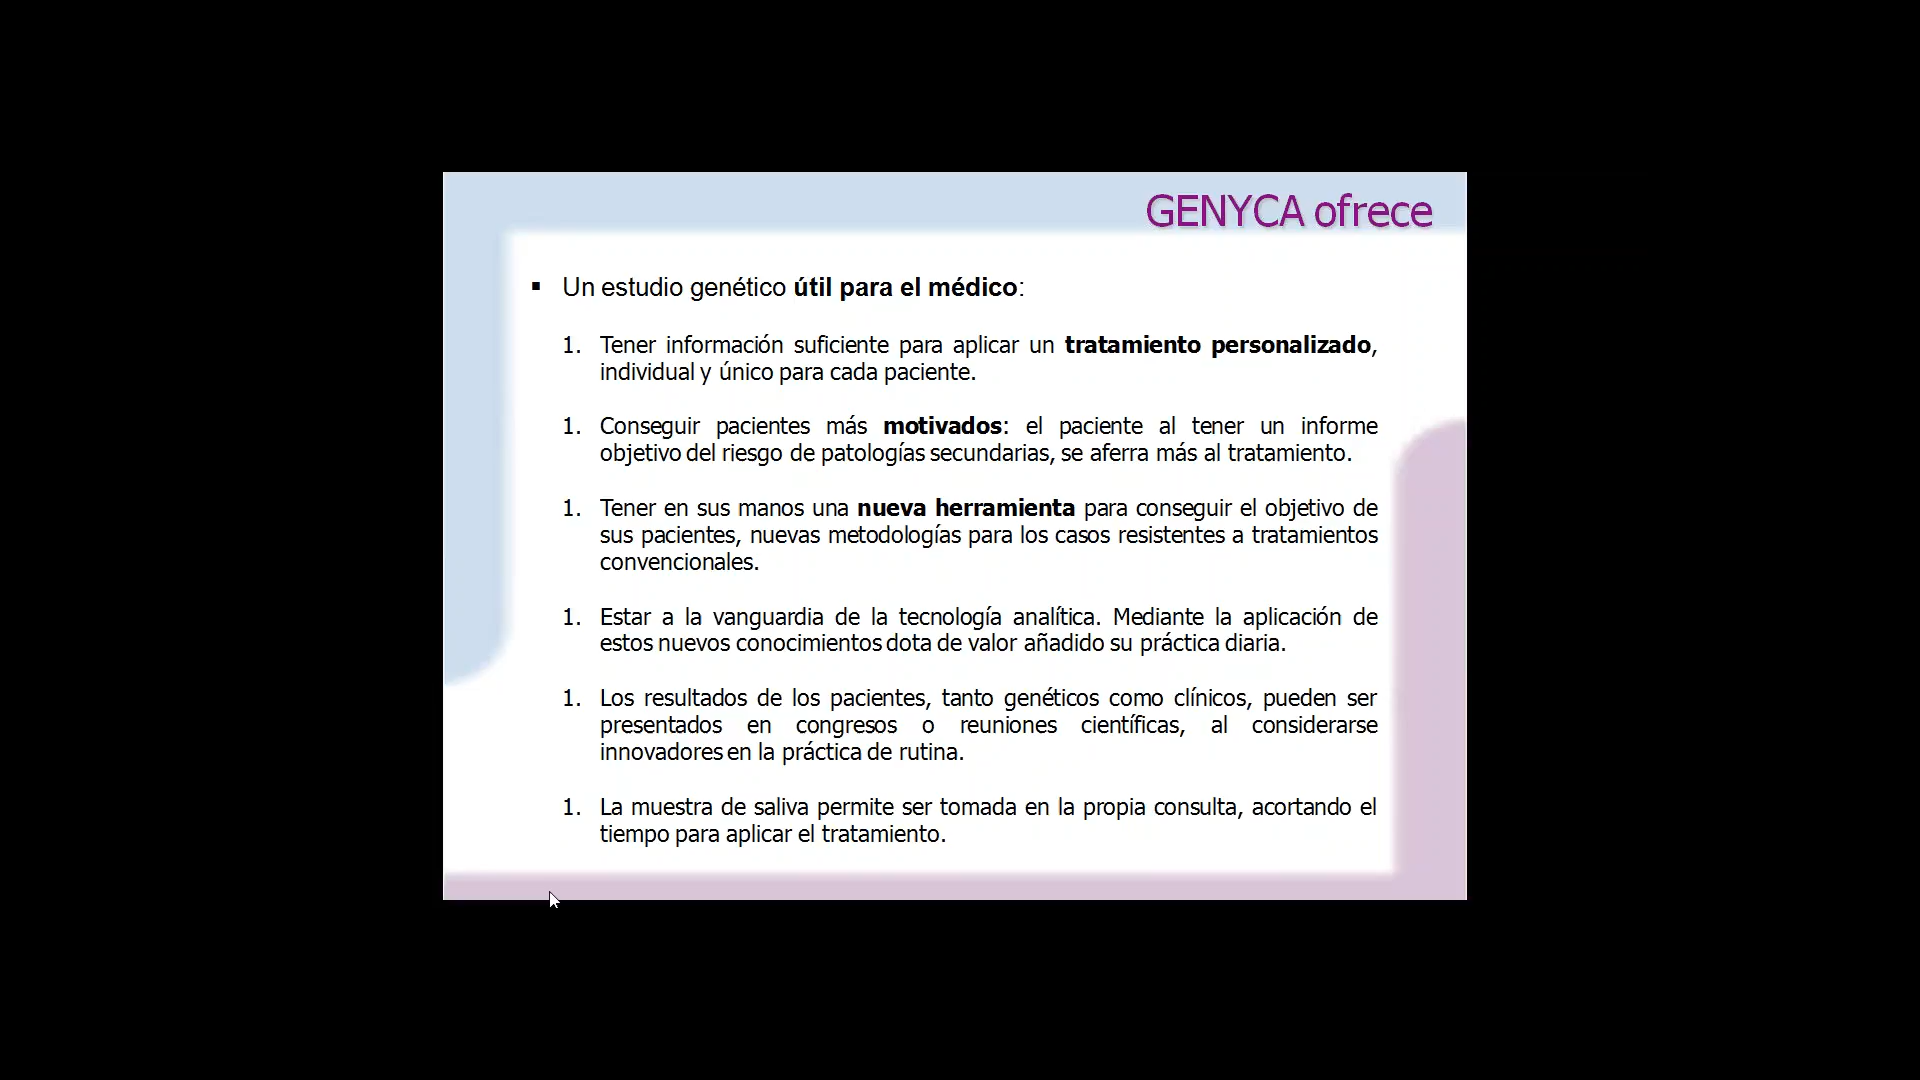 GENYCA ofrece
▪ Un estudio genético útil para el médico:
1. Tener información suficiente para aplicar un tratamiento personalizado,
individual y único para cada paciente.
1. Conseguir pacientes más motivados: el paciente al tener un informe
objetivo del riesgo de patologías secundarias, se aferra más al tratamiento.
1. Tener en sus manos una nueva herramienta para conseguir el objetivo de
sus pacientes, nuevas metodologías para los casos resistentes a tratamientos
convencionales.
1. Estar a la vanguardia de la tecnología analítica. Mediante la aplicación de
estos nuevos conocimientos dota de valor añadido su práctica diaria.
1. Los resultados de los pacientes, tanto genéticos como clínicos, pueden ser
presentados en congresos o reuniones científicas, al considerarse
innovadores en la práctica de rutina.
1. La muestra de saliva permite ser tomada en la propia consulta, acortando el
tiempo para aplicar el tratamiento.